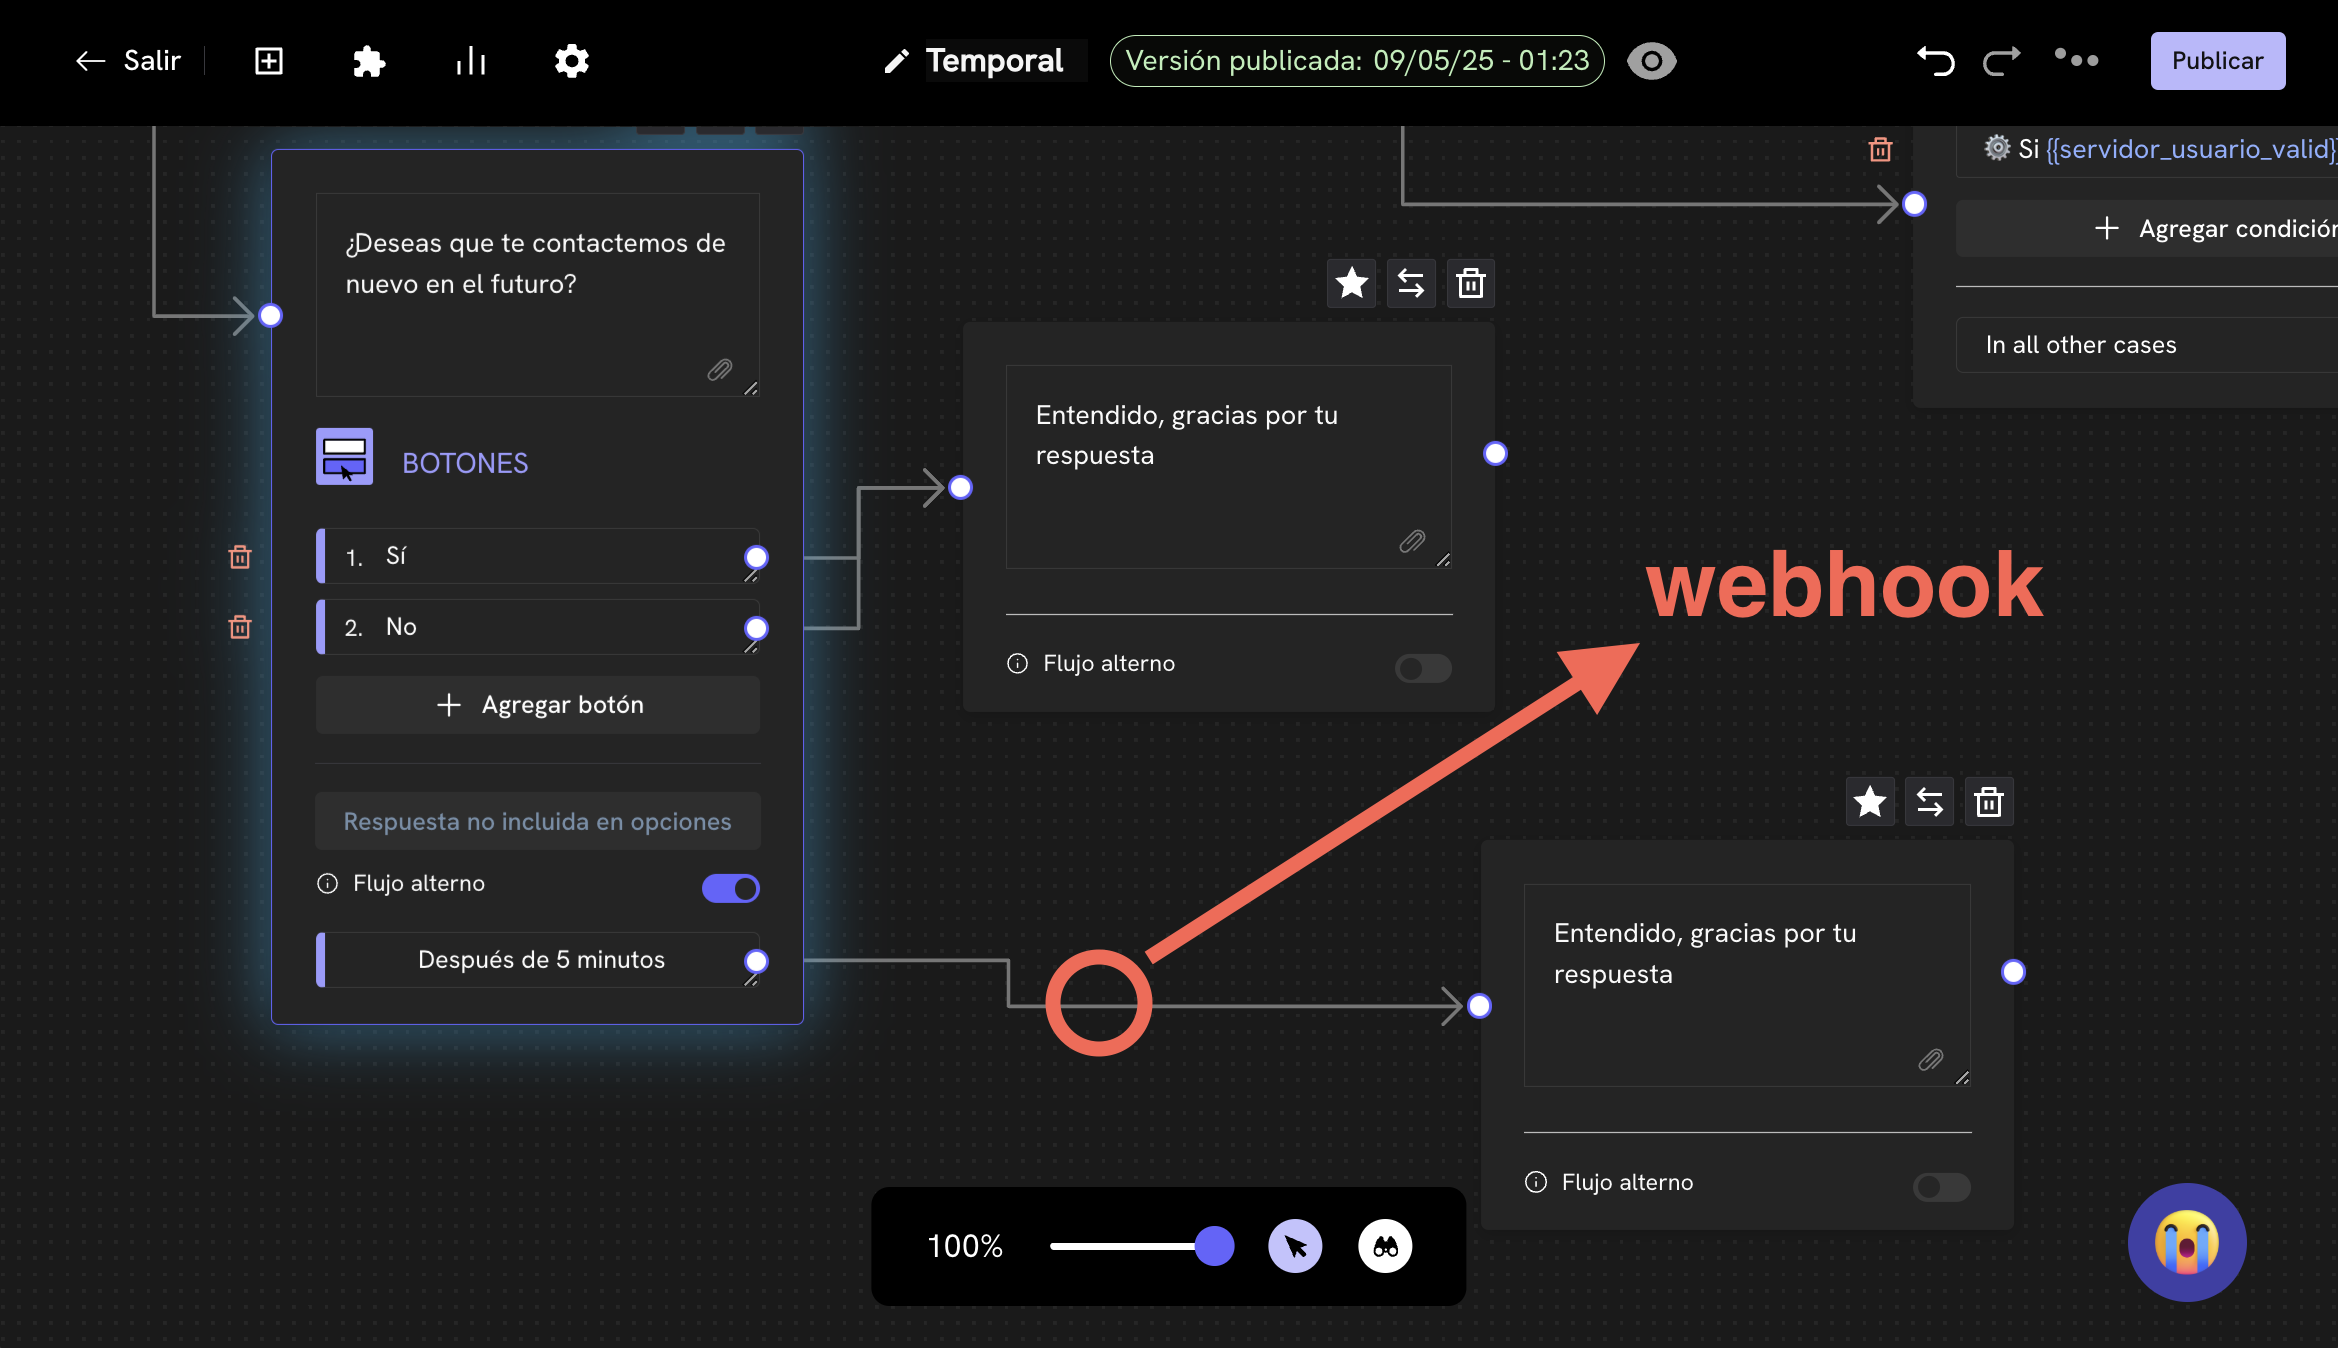 Salir
Temporal
Versión publicada: 09/05/25 - 01:23
Publicar
¿Deseas que te contactemos de
nuevo en el futuro?
BOTONES
1. Sí
2. No
Agregar botón
Respuesta no incluida en opciones
Flujo alterno
Después de 5 minutos
Entendido, gracias por tu
respuesta
Flujo alterno
Si {{servidor_usuario_valid}}
Agregar condición
In all other cases
webhook
Entendido, gracias por tu
respuesta
Flujo alterno
100%